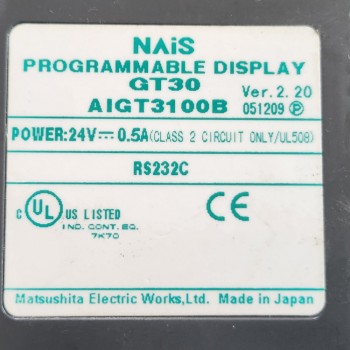 NAiS
PROGRAMMABLE DISPLAY
GT30 Ver.2.20
AIGT3100B 051209 Ⓟ
POWER:24V⎓0.5A(CLASS 2 CIRCUIT ONLY/UL508)
RS232C
c UL US LISTED CE
IND. CONT. EQ.
7K70
Matsushita Electric Works,Ltd. Made in Japan